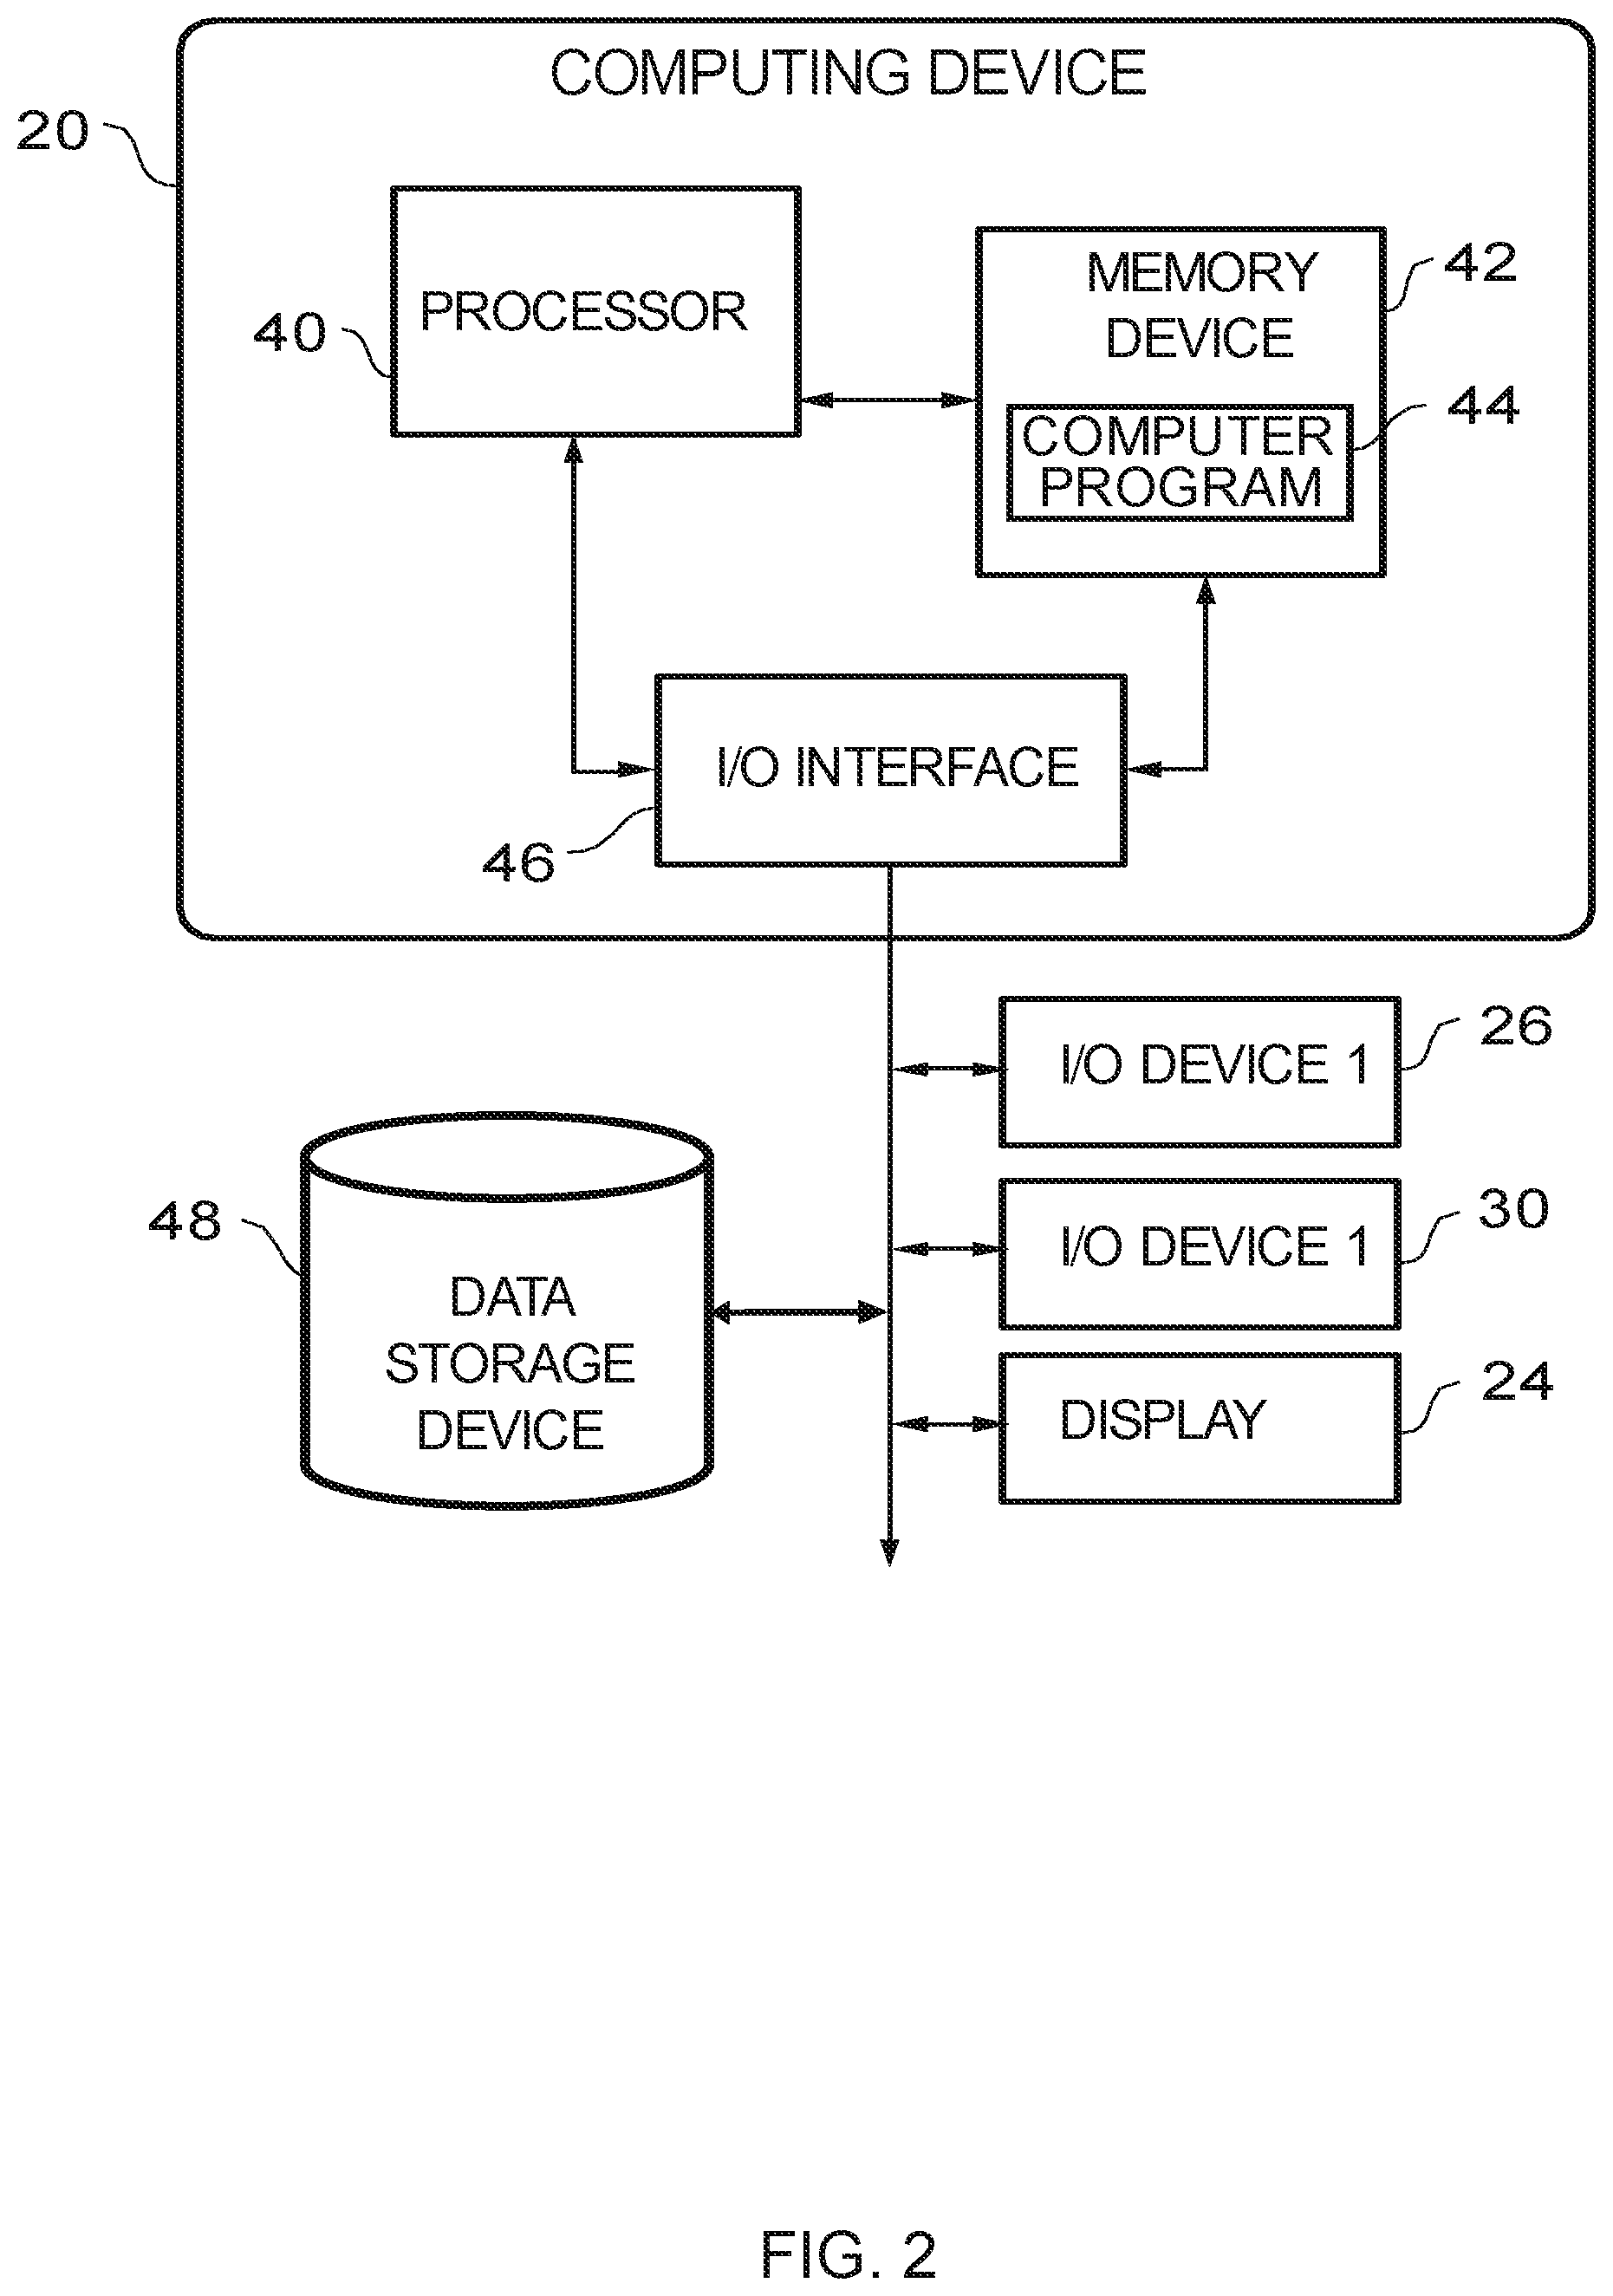 COMPUTING DEVICE
20
PROCESSOR
40
MEMORY
DEVICE
42
COMPUTER
PROGRAM
44
I/O INTERFACE
46
I/O DEVICE 1
26
I/O DEVICE 1
30
48
DATA
STORAGE
DEVICE
DISPLAY
24
FIG. 2